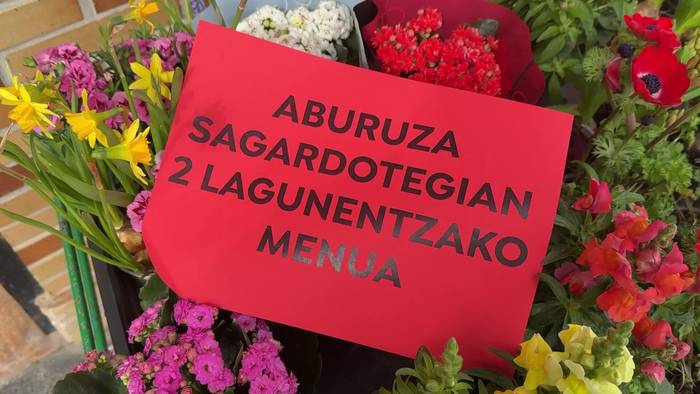 ABURUZA
SAGARDOTEGIAN
2 LAGUNENTZAKO
MENUA